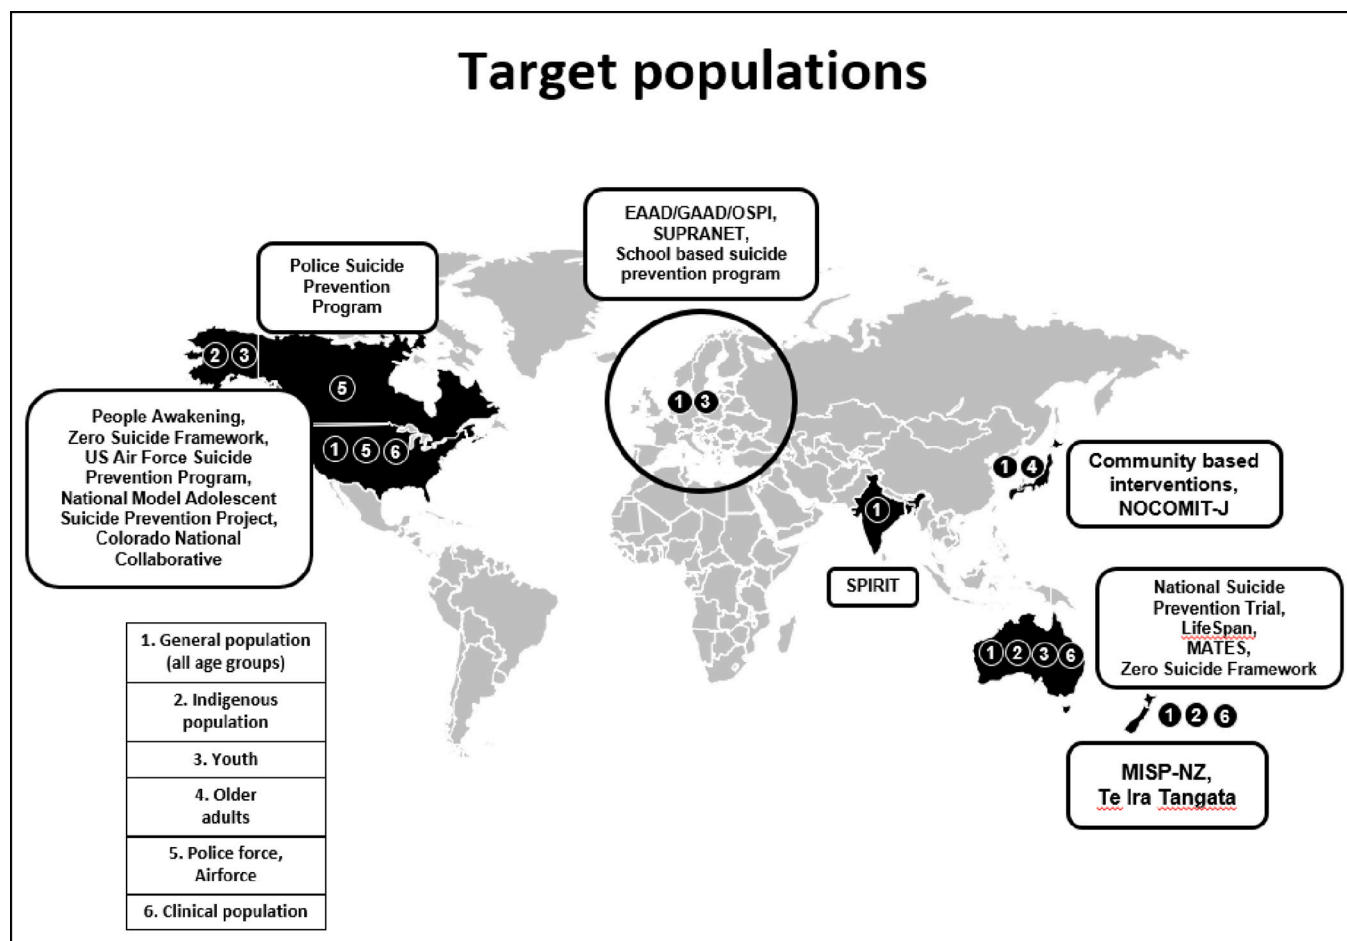 Target populations
EAAD/GAAD/OSPI,
SUPRANET,
School based suicide
prevention program
Police Suicide
Prevention
Program
2 3
5
1 5 6
People Awakening,
Zero Suicide Framework,
US Air Force Suicide
Prevention Program,
National Model Adolescent
Suicide Prevention Project,
Colorado National
Collaborative
1 3
1
SPIRIT
1 4
Community based
interventions,
NOCOMIT-J
1 2 3 6
National Suicide
Prevention Trial,
LifeSpan,
MATES,
Zero Suicide Framework
1 2 6
MISP-NZ,
Te Ira Tangata
1. General population
(all age groups)
2. Indigenous
population
3. Youth
4. Older
adults
5. Police force,
Airforce
6. Clinical population